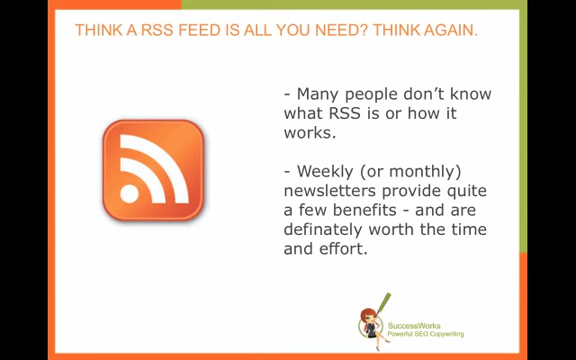 THINK A RSS FEED IS ALL YOU NEED? THINK AGAIN.
- Many people don't know
what RSS is or how it
works.
- Weekly (or monthly)
newsletters provide quite
a few benefits - and are
definately worth the time
and effort.
SuccessWorks
Powerful SEO Copywriting